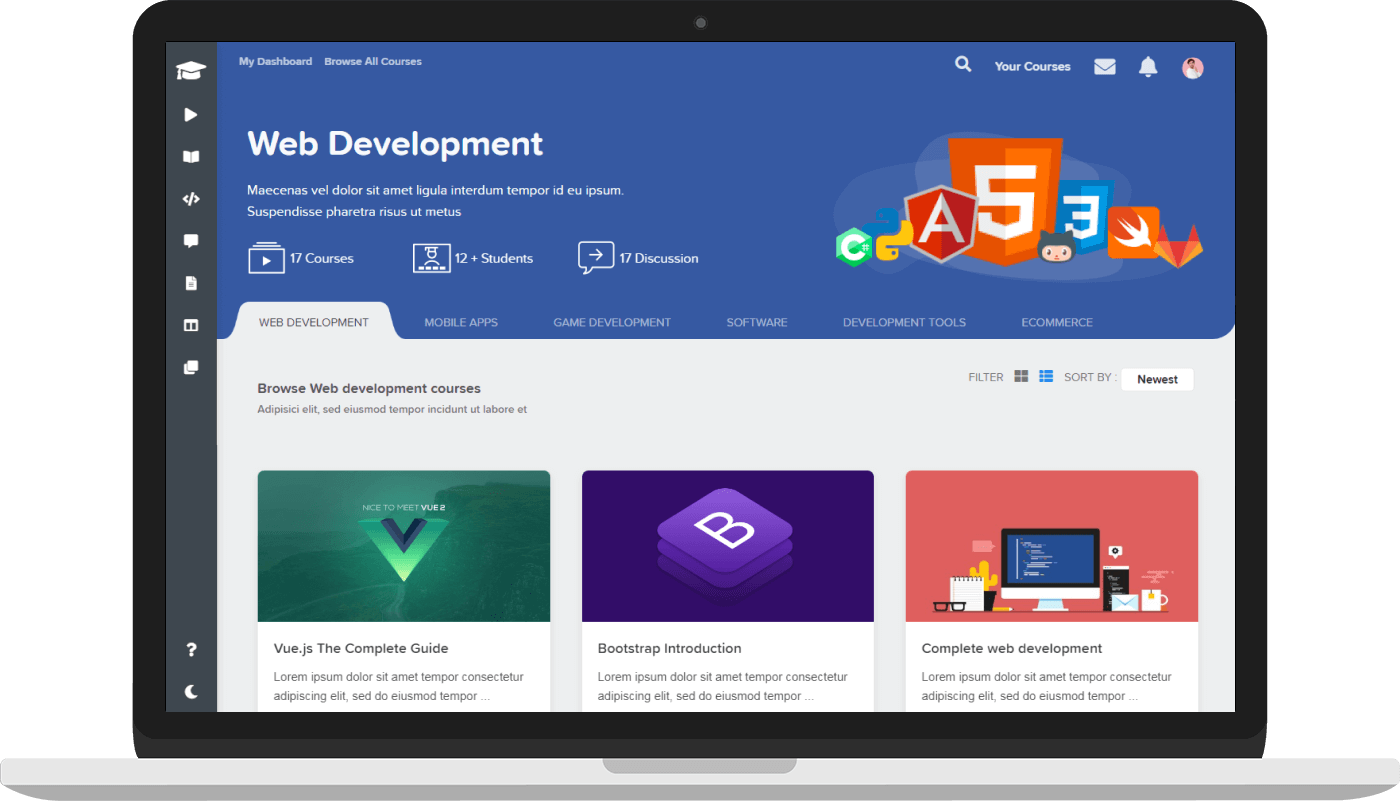 My Dashboard Browse All Courses
Your Courses
Web Development
Maecenas vel dolor sit amet ligula interdum tempor id eu ipsum.
Suspendisse pharetra risus ut metus
17 Courses
12 + Students
17 Discussion
WEB DEVELOPMENT
MOBILE APPS
GAME DEVELOPMENT
SOFTWARE
DEVELOPMENT TOOLS
ECOMMERCE
Browse Web development courses
Adipisici elit, sed eiusmod tempor incidunt ut labore et
FILTER
SORT BY :
Newest
NICE TO MEET VUE 2
Vue.js The Complete Guide
Lorem ipsum dolor sit amet tempor consectetur
adipiscing elit, sed do eiusmod tempor ...
B
Bootstrap Introduction
Lorem ipsum dolor sit amet tempor consectetur
adipiscing elit, sed do eiusmod tempor ...
Complete web development
Lorem ipsum dolor sit amet tempor consectetur
adipiscing elit, sed do eiusmod tempor ...